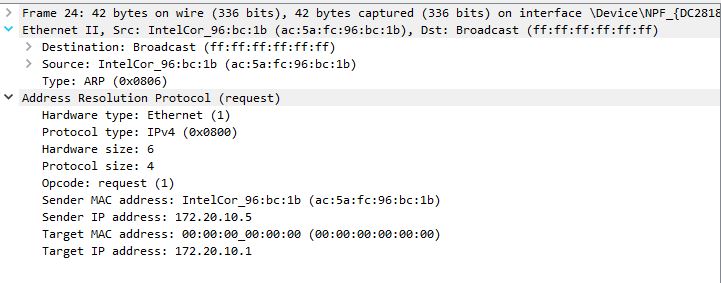 Frame 24: 42 bytes on wire (336 bits), 42 bytes captured (336 bits) on interface \Device\NPF_{DC2818
Ethernet II, Src: IntelCor_96:bc:1b (ac:5a:fc:96:bc:1b), Dst: Broadcast (ff:ff:ff:ff:ff:ff)
Destination: Broadcast (ff:ff:ff:ff:ff:ff)
Source: IntelCor_96:bc:1b (ac:5a:fc:96:bc:1b)
Type: ARP (0x0806)
Address Resolution Protocol (request)
Hardware type: Ethernet (1)
Protocol type: IPv4 (0x0800)
Hardware size: 6
Protocol size: 4
Opcode: request (1)
Sender MAC address: IntelCor_96:bc:1b (ac:5a:fc:96:bc:1b)
Sender IP address: 172.20.10.5
Target MAC address: 00:00:00_00:00:00 (00:00:00:00:00:00)
Target IP address: 172.20.10.1